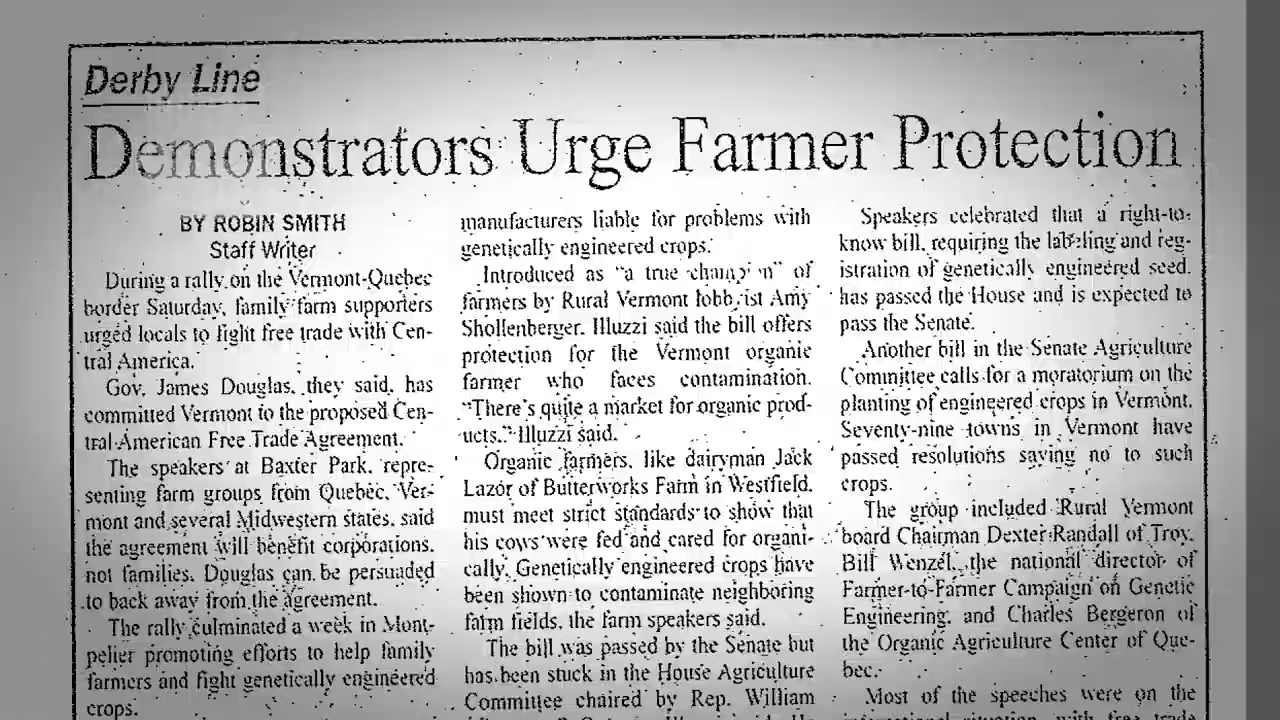 Derby Line
Demonstrators Urge Farmer Protection
BY ROBIN SMITH
Staff Writer
During a rally on the Vermont-Quebec
border Saturday, family farm supporters
urged locals to fight free trade with Cen-
tral America.
Gov. James Douglas, they said, has
committed Vermont to the proposed Cen-
tral American Free Trade Agreement.
The speakers at Baxter Park, repre-
senting farm groups from Quebec, Ver-
mont and several Midwestern states, said
the agreement will benefit corporations,
not families. Douglas can be persuaded
to back away from the agreement.
The rally culminated a week in Mont-
pelier promoting efforts to help family
farmers and fight genetically engineered
crops.
manufacturers liable for problems with
genetically engineered crops.
Introduced as "a true champion" of
farmers by Rural Vermont lobbyist Amy
Shollenberger, Illuzzi said the bill offers
protection for the Vermont organic
farmer who faces contamination.
"There's quite a market for organic prod-
ucts," Illuzzi said.
Organic farmers, like dairyman Jack
Lazor of Butterworks Farm in Westfield,
must meet strict standards to show that
his cows were fed and cared for organi-
cally. Genetically engineered crops have
been shown to contaminate neighboring
farm fields, the farm speakers said.
The bill was passed by the Senate but
has been stuck in the House Agriculture
Committee chaired by Rep. William
Speakers celebrated that a right-to-
know bill, requiring the labeling and reg-
istration of genetically engineered seed,
has passed the House and is expected to
pass the Senate.
Another bill in the Senate Agriculture
Committee calls for a moratorium on the
planting of engineered crops in Vermont.
Seventy-nine towns in Vermont have
passed resolutions saying no to such
crops.
The group included Rural Vermont
board Chairman Dexter Randall of Troy,
Bill Wenzel, the national director of
Farmer-to-Farmer Campaign on Genetic
Engineering, and Charles Bergeron of
the Organic Agriculture Center of Que-
bec.
Most of the speeches were on the